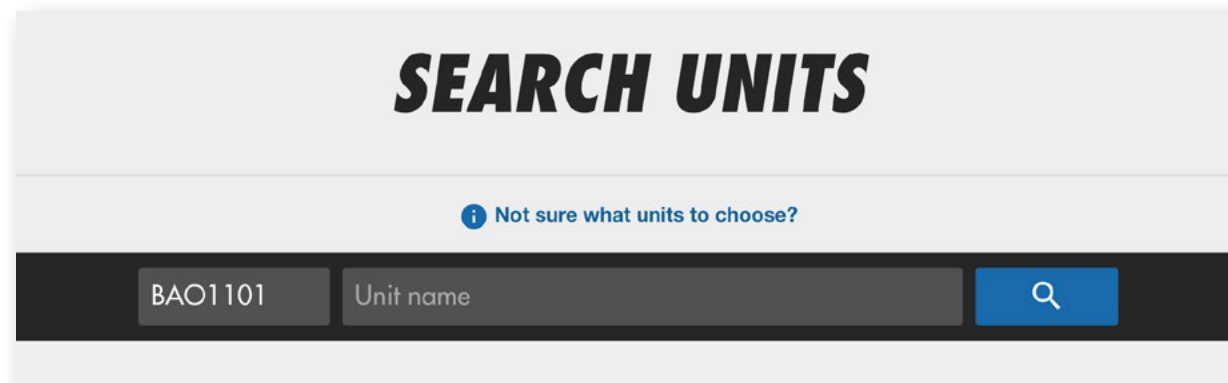 SEARCH UNITS
Not sure what units to choose?
BAO1101 Unit name